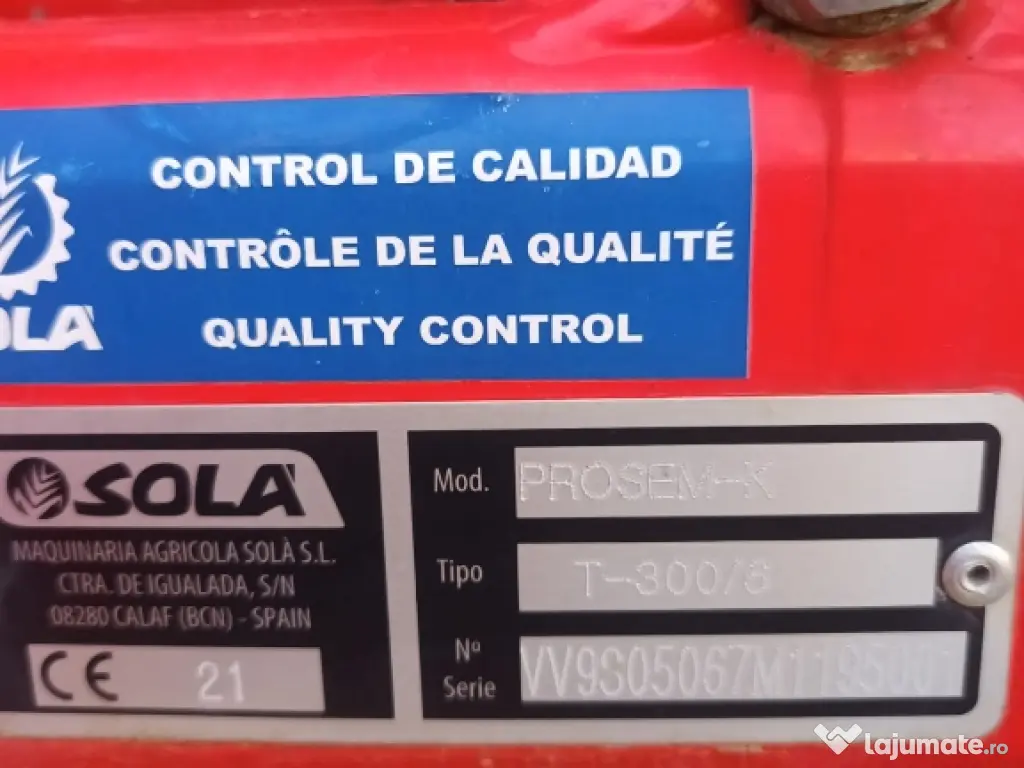 CONTROL DE CALIDAD
CONTRÔLE DE LA QUALITÉ
QUALITY CONTROL
SOLÀ
MAQUINARIA AGRICOLA SOLÀ S.L.
CTRA. DE IGUALADA, S/N
08280 CALAF (BCN) - SPAIN
CE 21
Mod. PROSEM-K
Tipo T-300/6
Nº
Serie
lajumate.ro